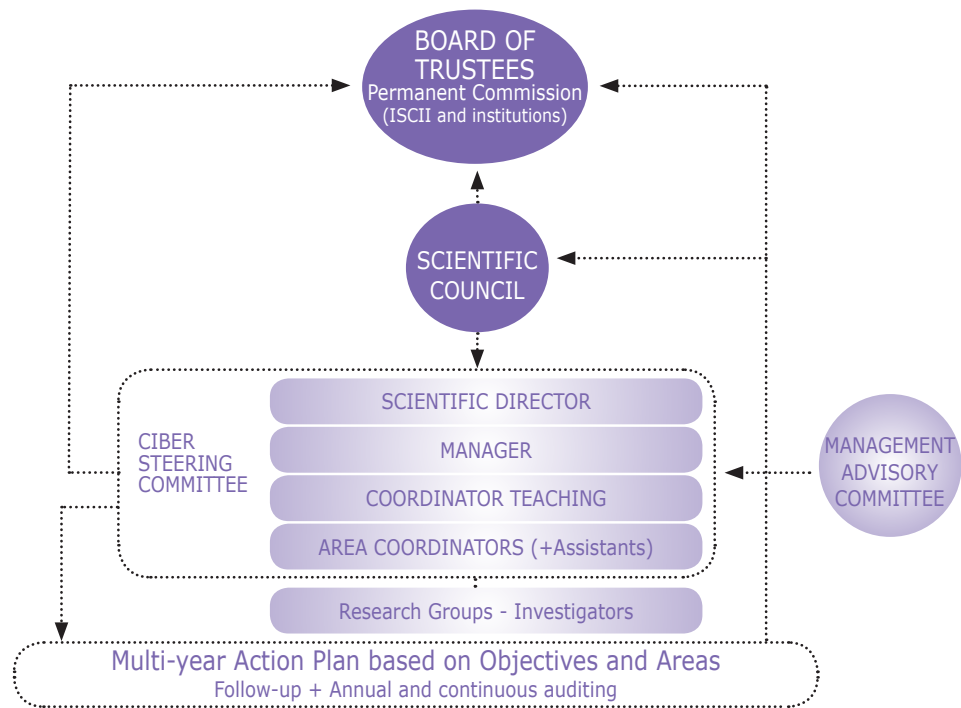 BOARD OF
TRUSTEES
Permanent Commission
(ISCII and institutions)
SCIENTIFIC
COUNCIL
CIBER
STEERING
COMMITTEE
SCIENTIFIC DIRECTOR
MANAGER
COORDINATOR TEACHING
AREA COORDINATORS (+Assistants)
MANAGEMENT
ADVISORY
COMMITTEE
Research Groups - Investigators
Multi-year Action Plan based on Objectives and Areas
Follow-up + Annual and continuous auditing